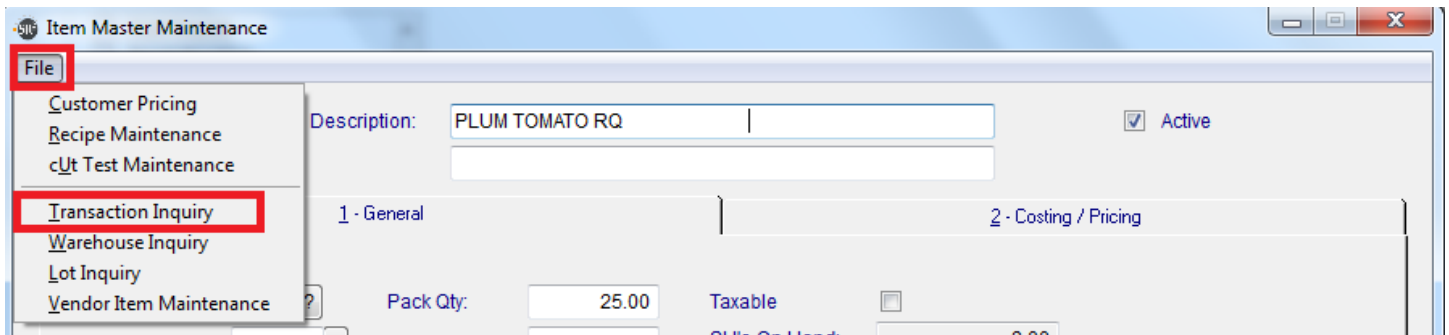 Item Master Maintenance
File
Customer Pricing
Recipe Maintenance
cUt Test Maintenance
Transaction Inquiry
Warehouse Inquiry
Lot Inquiry
Vendor Item Maintenance
Description: PLUM TOMATO RQ Active
1 - General 2 - Costing / Pricing
? Pack Qty: 25.00 Taxable